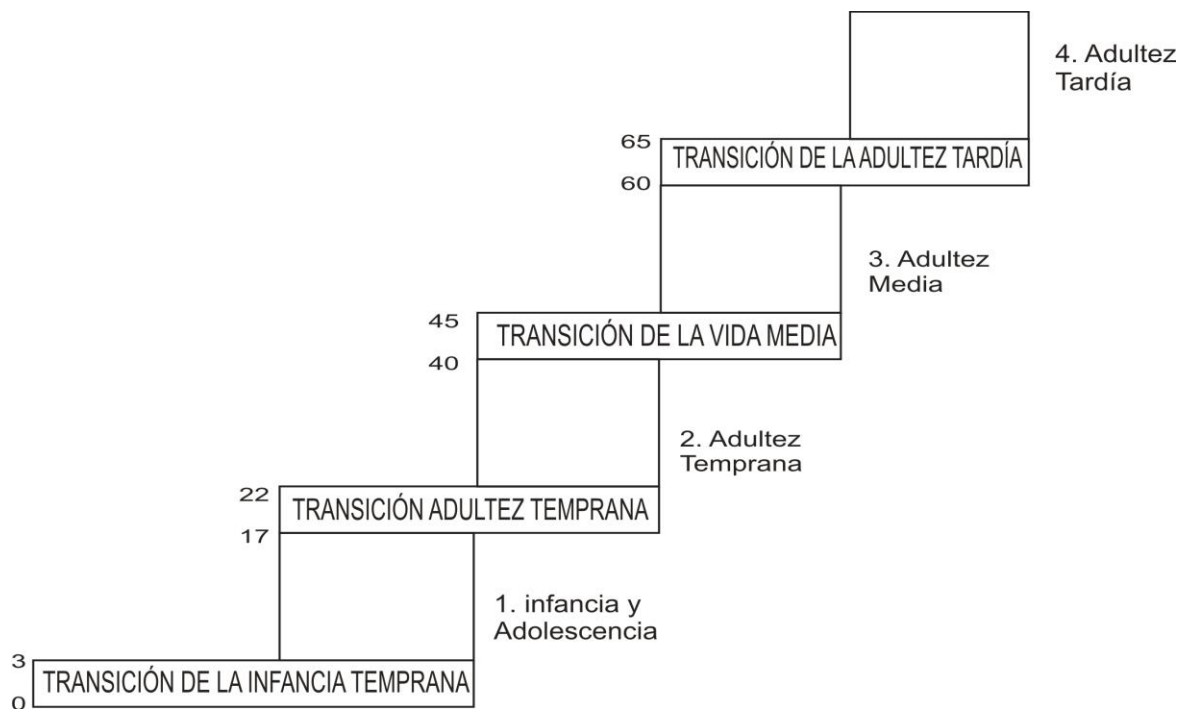 4. Adultez
Tardía
65
TRANSICIÓN DE LA ADULTEZ TARDÍA
60
3. Adultez
Media
45
TRANSICIÓN DE LA VIDA MEDIA
40
2. Adultez
Temprana
22
TRANSICIÓN ADULTEZ TEMPRANA
17
1. infancia y
Adolescencia
3
TRANSICIÓN DE LA INFANCIA TEMPRANA
0